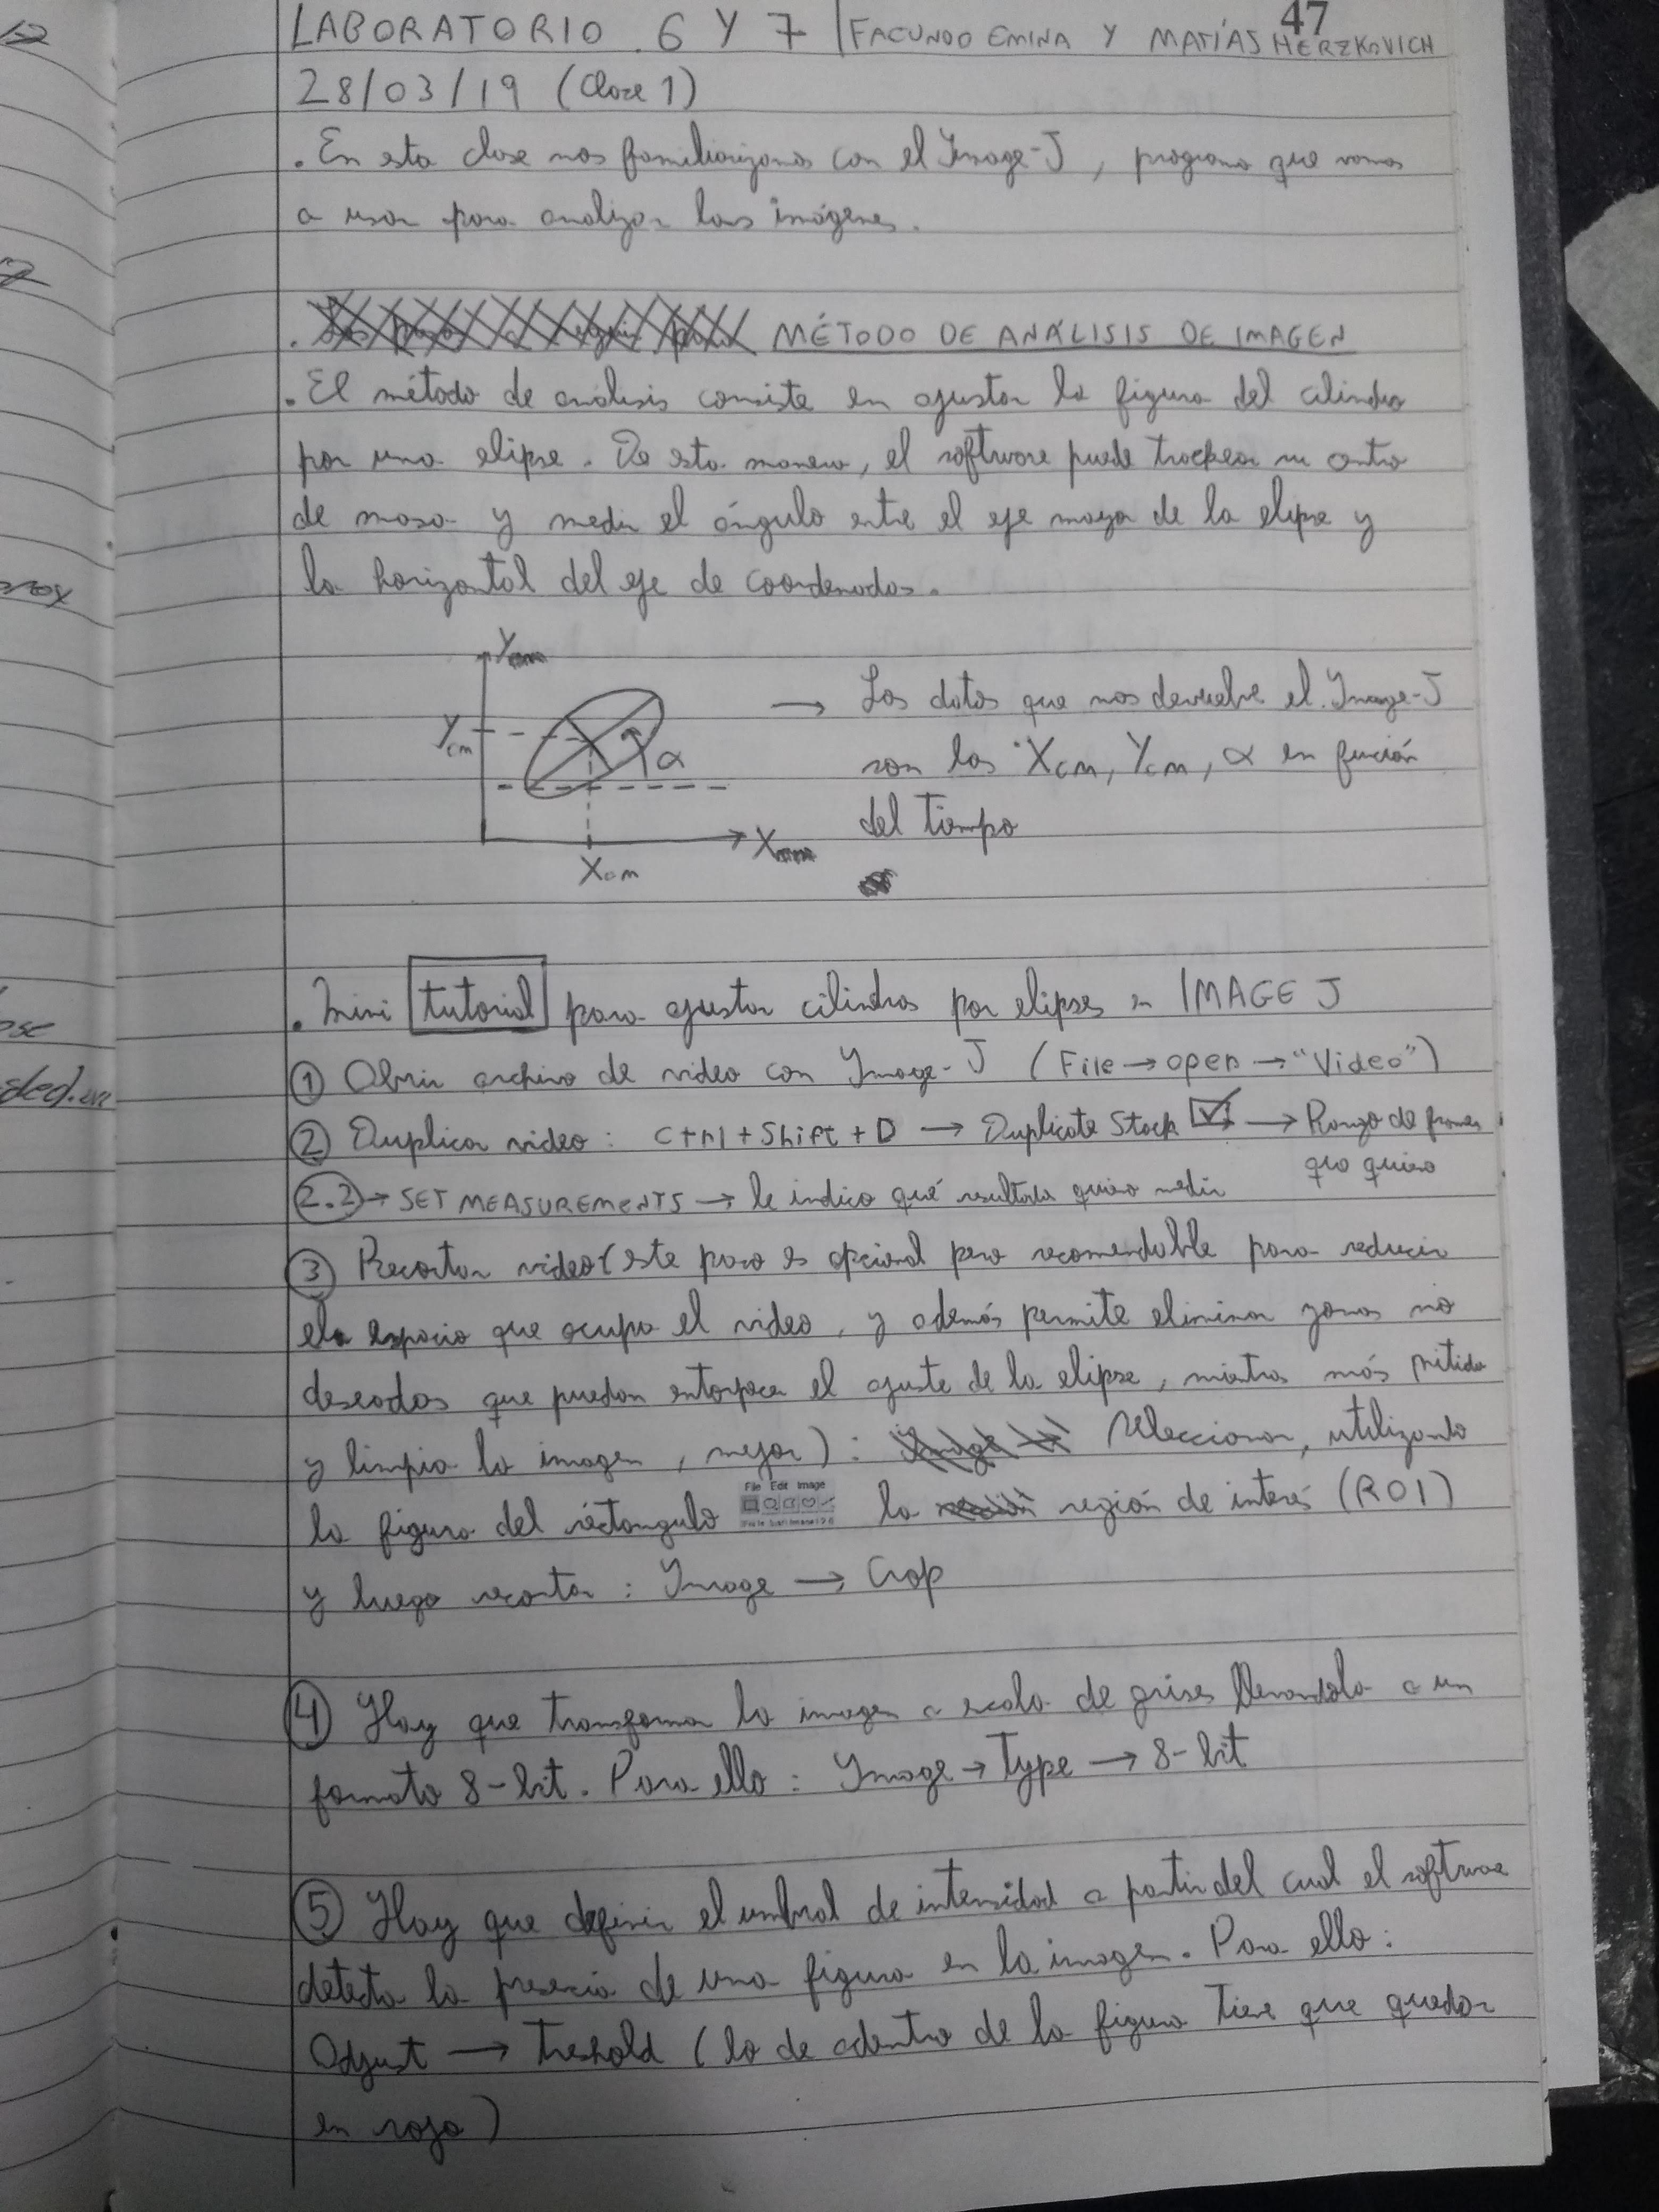 47
LABORATORIO 6 Y 7 | FACUNDO EMINA Y MATÍAS HERZKOVICH
28/03/19 (Clase 1)
. En esta clase nos familiarizamos con el Image-J, programa que vamos
a usar para analizar las imágenes.
. MÉTODO DE ANÁLISIS DE IMAGEN
. El método de análisis consiste en ajustar la figura del cilindro
por una elipse. De esta manera, el software puede trackear su centro
de masa y medir el ángulo entre el eje mayor de la elipse y
la horizontal del eje de coordenadas.
Y
Ycm
α
X
Xcm
→ Los datos que nos devuelve el Image-J
son los Xcm, Ycm, α en función
del tiempo
. Mini tutorial para ajustar cilindros por elipses en IMAGE J
① Abrir archivo de video con Image-J (File → open → "Video")
② Duplicar video: Ctrl + Shift + D → Duplicate Stack ☑ → Rango de frames
que quiero
2.2 → SET MEASUREMENTS → le indico qué resultados quiero medir
③ Recortar video (este paso es opcional pero recomendable para reducir
el espacio que ocupa el video, y además permite eliminar zonas no
deseadas que puedan entorpecer el ajuste de la elipse, mientras más nítida
y limpia la imagen, mejor): Seleccionar, utilizando
la figura del réctangulo File Edit Image la región de interés (ROI)
y luego recortar: Image → Crop
④ Hay que transformar la imagen a escala de grises llevandola a un
formato 8-bit. Para ello: Image → Type → 8-bit
⑤ Hay que definir el umbral de intensidad a partir del cual el software
detecta la presencia de una figura en la imagen. Para ello:
Adjust → Treshold (lo de adentro de la figura tiene que quedar
en rojo)